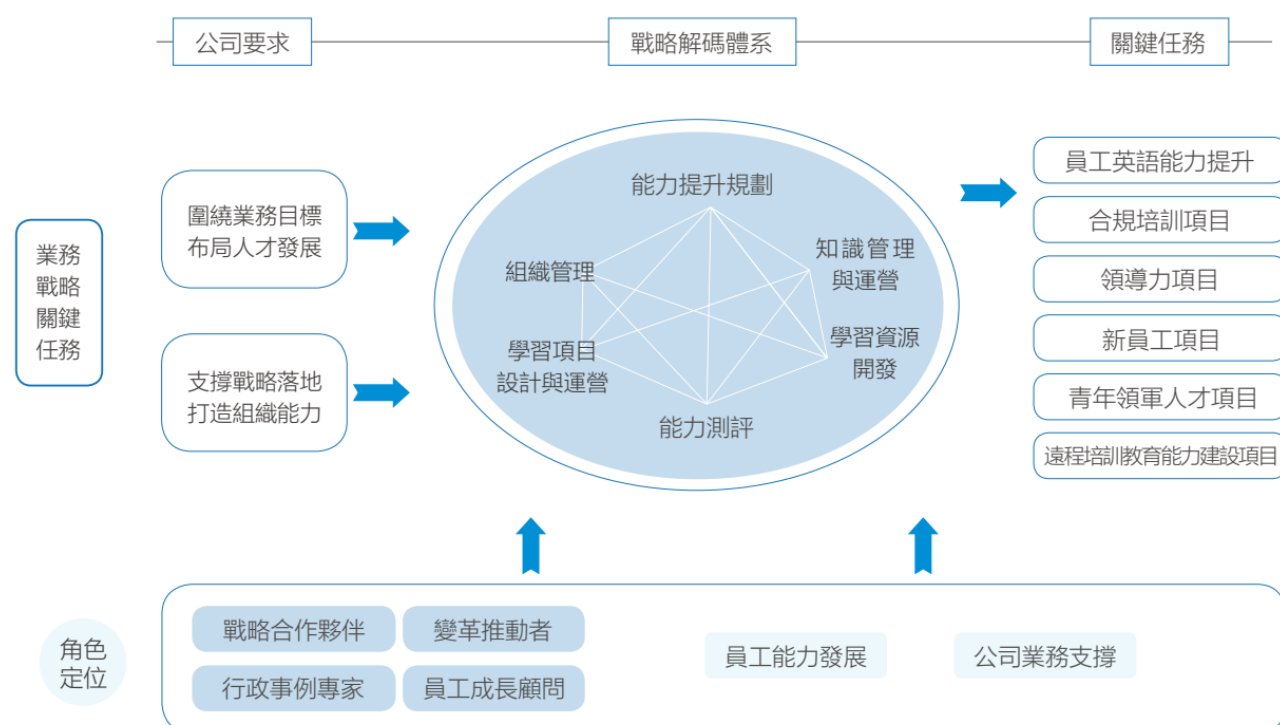 公司要求
戰略解碼體系
關鍵任務
業務
戰略
關鍵
任務
圍繞業務目標
布局人才發展
支撐戰略落地
打造組織能力
能力提升規劃
組織管理
知識管理
與運營
學習項目
設計與運營
學習資源
開發
能力測評
員工英語能力提升
合規培訓項目
領導力項目
新員工項目
青年領軍人才項目
遠程培訓教育能力建設項目
角色
定位
戰略合作夥伴
變革推動者
行政事例專家
員工成長顧問
員工能力發展
公司業務支撐